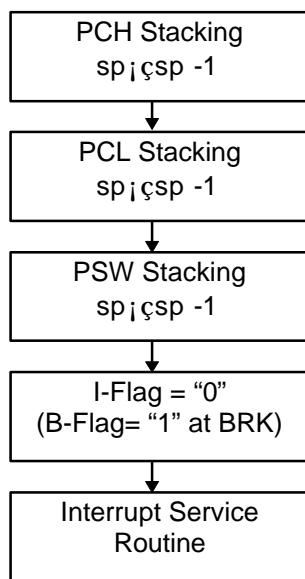 PCH Stacking
sp¡çsp -1
PCL Stacking
sp¡çsp -1
PSW Stacking
sp¡çsp -1
I-Flag = “0”
(B-Flag= “1” at BRK)
Interrupt Service
Routine